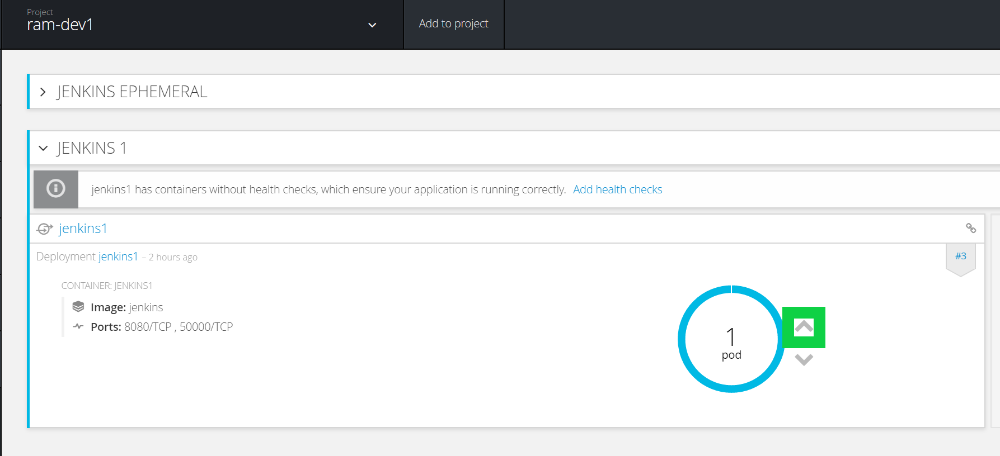 Project
ram-dev1
Add to project
JENKINS EPHEMERAL
JENKINS 1
jenkins1 has containers without health checks, which ensure your application is running correctly. Add health checks
jenkins1
Deployment jenkins1 – 2 hours ago
#3
CONTAINER: JENKINS1
Image: jenkins
Ports: 8080/TCP , 50000/TCP
1
pod